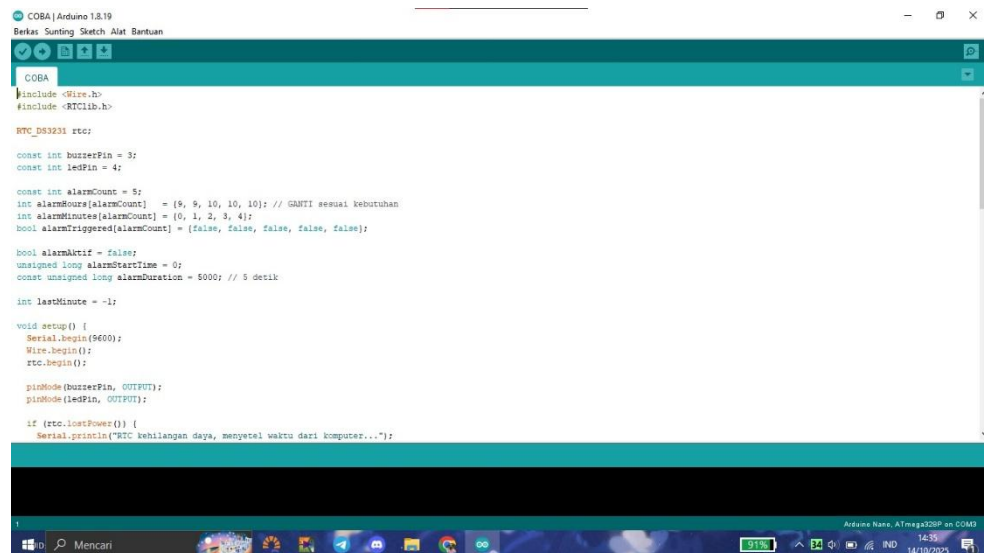 COBA | Arduino 1.8.19
Berkas Sunting Sketch Alat Bantuan
COBA
#include <Wire.h>
#include <RTClib.h>
RTC_DS3231 rtc;
const int buzzerPin = 3;
const int ledPin = 4;
const int alarmCount = 5;
int alarmHours[alarmCount] = {9, 9, 10, 10, 10}; // GANTI sesuai kebutuhan
int alarmMinutes[alarmCount] = {0, 1, 2, 3, 4};
bool alarmTriggered[alarmCount] = {false, false, false, false, false};
bool alarmAktif = false;
unsigned long alarmStartTime = 0;
const unsigned long alarmDuration = 5000; // 5 detik
int lastMinute = -1;
void setup() {
Serial.begin(9600);
Wire.begin();
rtc.begin();
pinMode(buzzerPin, OUTPUT);
pinMode(ledPin, OUTPUT);
if (rtc.lostPower()) {
Serial.println("RTC kehilangan daya, menyetel waktu dari komputer...");
1
Arduino Nano, ATmega328P on COM3
Mencari
91%
34
IND
14:35
14/10/2025